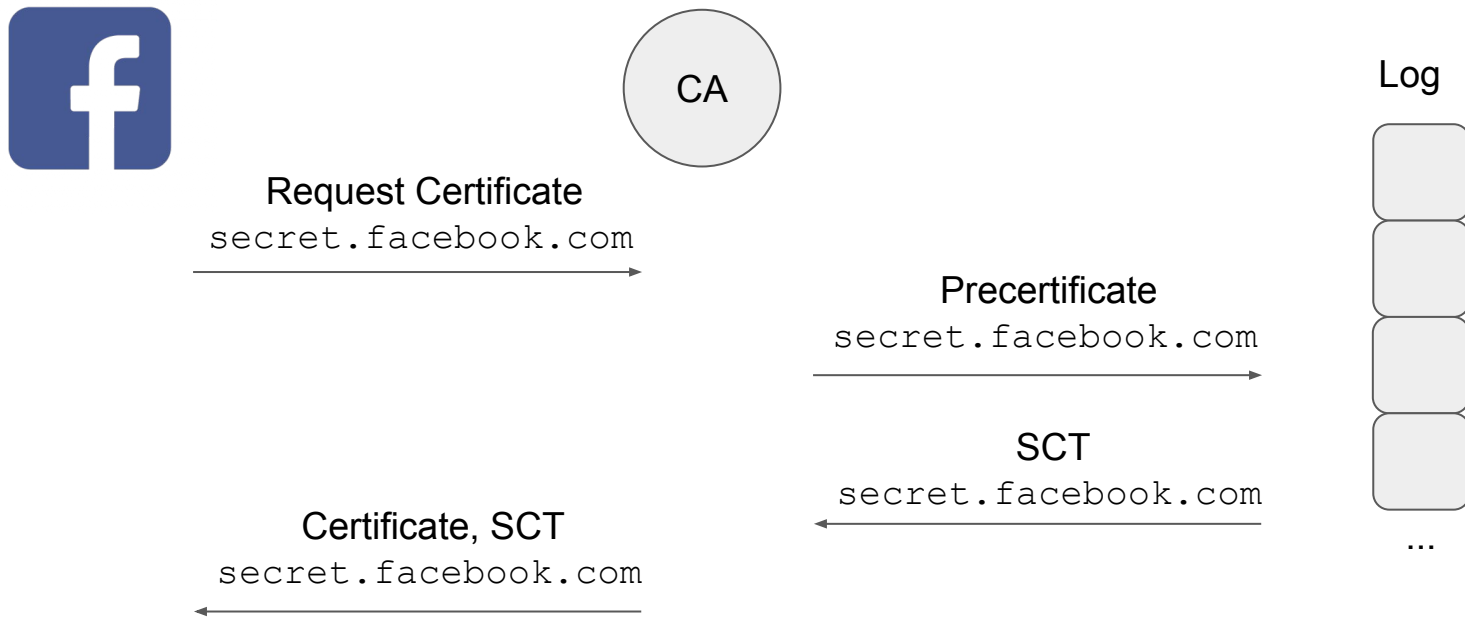 CA
Log
Request Certificate
secret.facebook.com
Precertificate
secret.facebook.com
SCT
secret.facebook.com
Certificate, SCT
secret.facebook.com
...